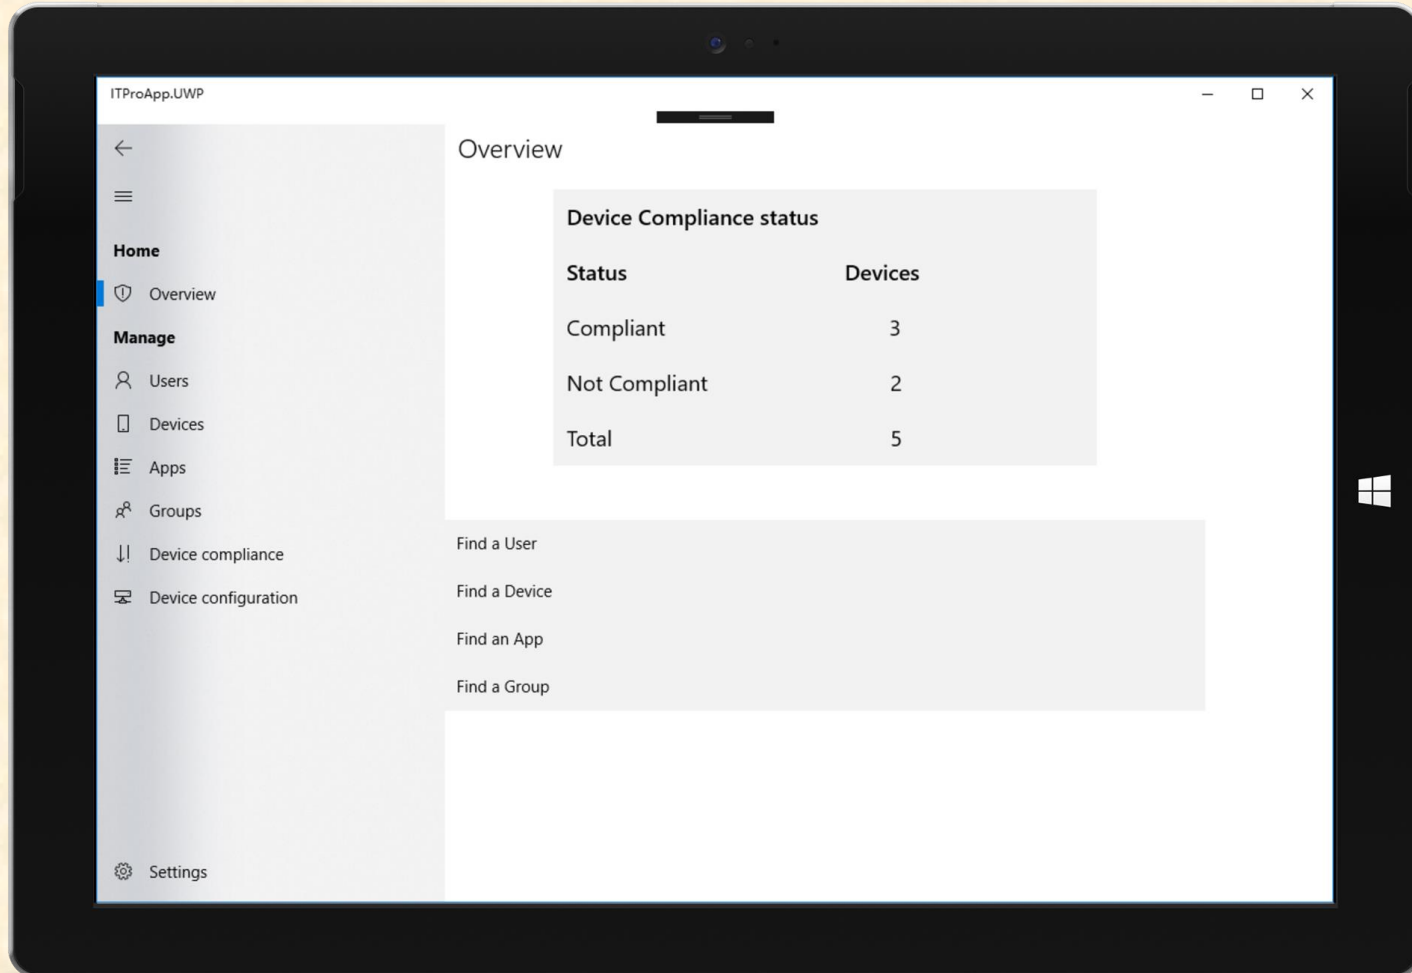 ITProApp.UWP
Overview
Home
Overview
Manage
Users
Devices
Apps
Groups
Device compliance
Device configuration
Settings
Device Compliance status
Status Devices
Compliant 3
Not Compliant 2
Total 5
Find a User
Find a Device
Find an App
Find a Group